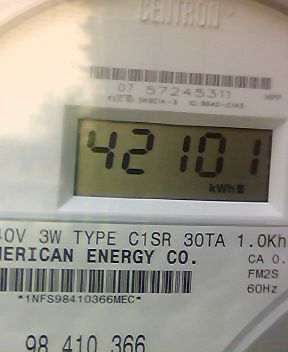 CENTRON®
07 57245311
42101
kWh
40V 3W TYPE C1SR 30TA 1.0Kh
MERICAN ENERGY CO.
CA 0.
FM2S
*1NFS98410366MEC*
60Hz
98 410 366